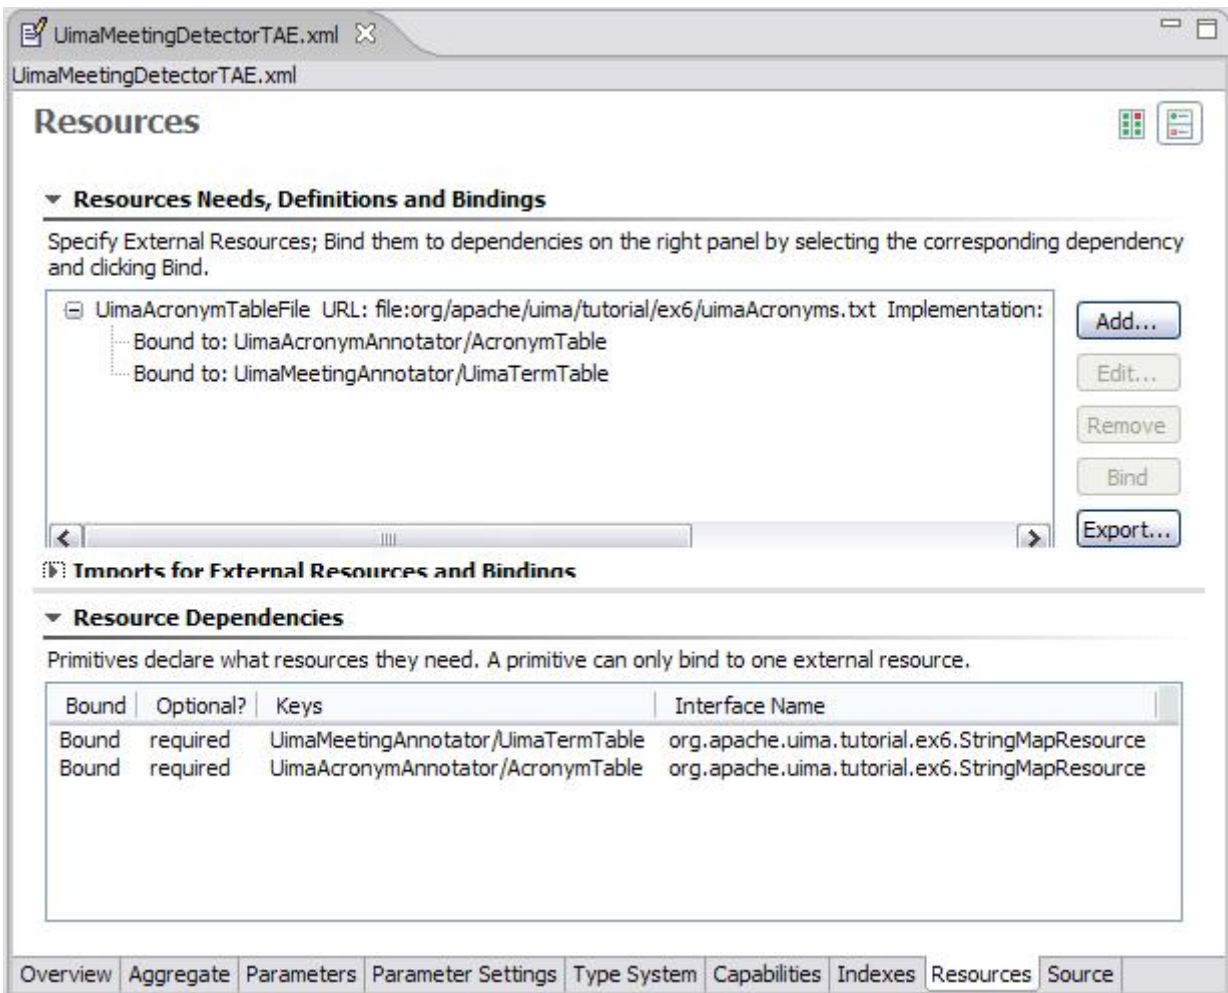 UimaMeetingDetectorTAE.xml
UimaMeetingDetectorTAE.xml
Resources
Resources Needs, Definitions and Bindings
Specify External Resources; Bind them to dependencies on the right panel by selecting the corresponding dependency
and clicking Bind.
UimaAcronymTableFile URL: file:org/apache/uima/tutorial/ex6/uimaAcronyms.txt Implementation:
Bound to: UimaAcronymAnnotator/AcronymTable
Bound to: UimaMeetingAnnotator/UimaTermTable
Add...
Edit...
Remove
Bind
Export...
Imports for External Resources and Bindings
Resource Dependencies
Primitives declare what resources they need. A primitive can only bind to one external resource.
Bound Optional? Keys Interface Name
Bound required UimaMeetingAnnotator/UimaTermTable org.apache.uima.tutorial.ex6.StringMapResource
Bound required UimaAcronymAnnotator/AcronymTable org.apache.uima.tutorial.ex6.StringMapResource
Overview Aggregate Parameters Parameter Settings Type System Capabilities Indexes Resources Source